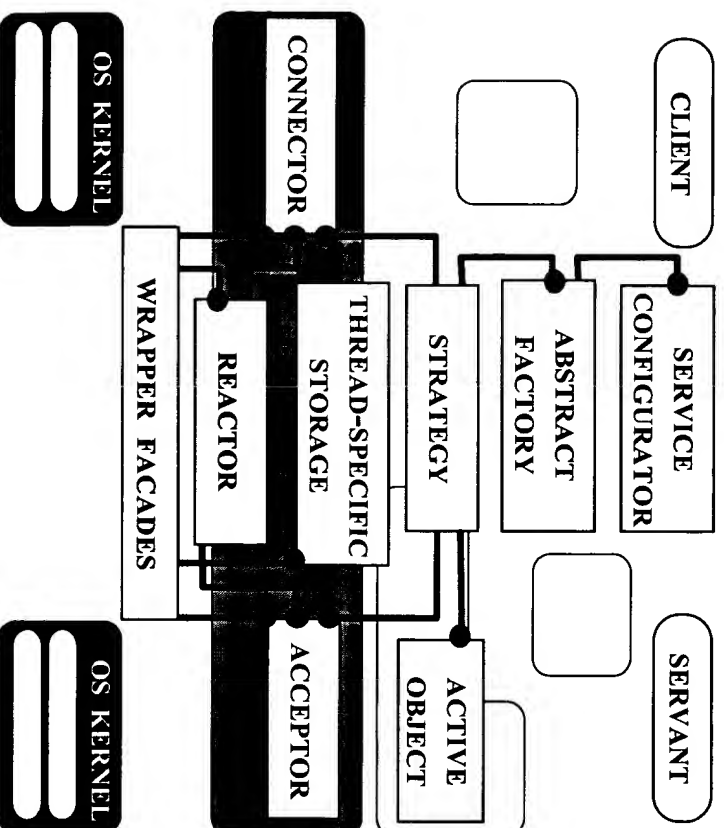 CLIENT
SERVICE
CONFIGURATOR
SERVANT
ABSTRACT
FACTORY
STRATEGY
ACTIVE
OBJECT
THREAD-SPECIFIC
STORAGE
CONNECTOR
ACCEPTOR
REACTOR
WRAPPER FACADES
OS KERNEL
OS KERNEL